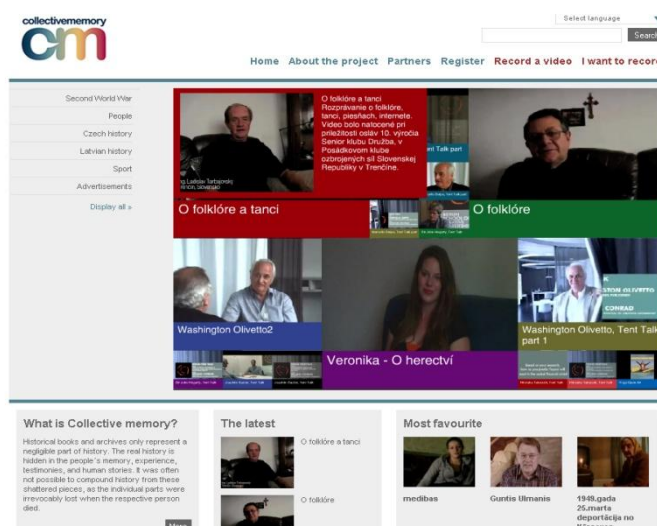 collectivememory
cm
Select language
Search
Home About the project Partners Register Record a video I want to record
Second World War
People
Czech history
Latvian history
Sport
Advertisements
Display all »
O folklóre a tanci
Rozprávanie o folklóre,
tanci, piesňach, internete.
Video bolo natočené pri
príležitosti osláv 10. výročia
Senior klubu Družba, v
Posádkovom klube
ozbrojených síl Slovenskej
Republiky v Trenčíne.
O folklóre a tanci
O folklóre
Washington Olivetto2
Veronika - O herectví
CONRAD
Washington Olivetto, Tent Talk
part 1
What is Collective memory?
Historical books and archives only represent a
negligible part of history. The real history is
hidden in the people's memory, experience,
testimonies, and human stories. It was often
not possible to compound history from these
shattered pieces, as the individual parts were
irrevocably lost when the respective person
died.
More
The latest
O folklóre a tanci
O folklóre
Most favourite
medibas
Guntis Ulmanis
1949.gada
25.marta
deportācija no